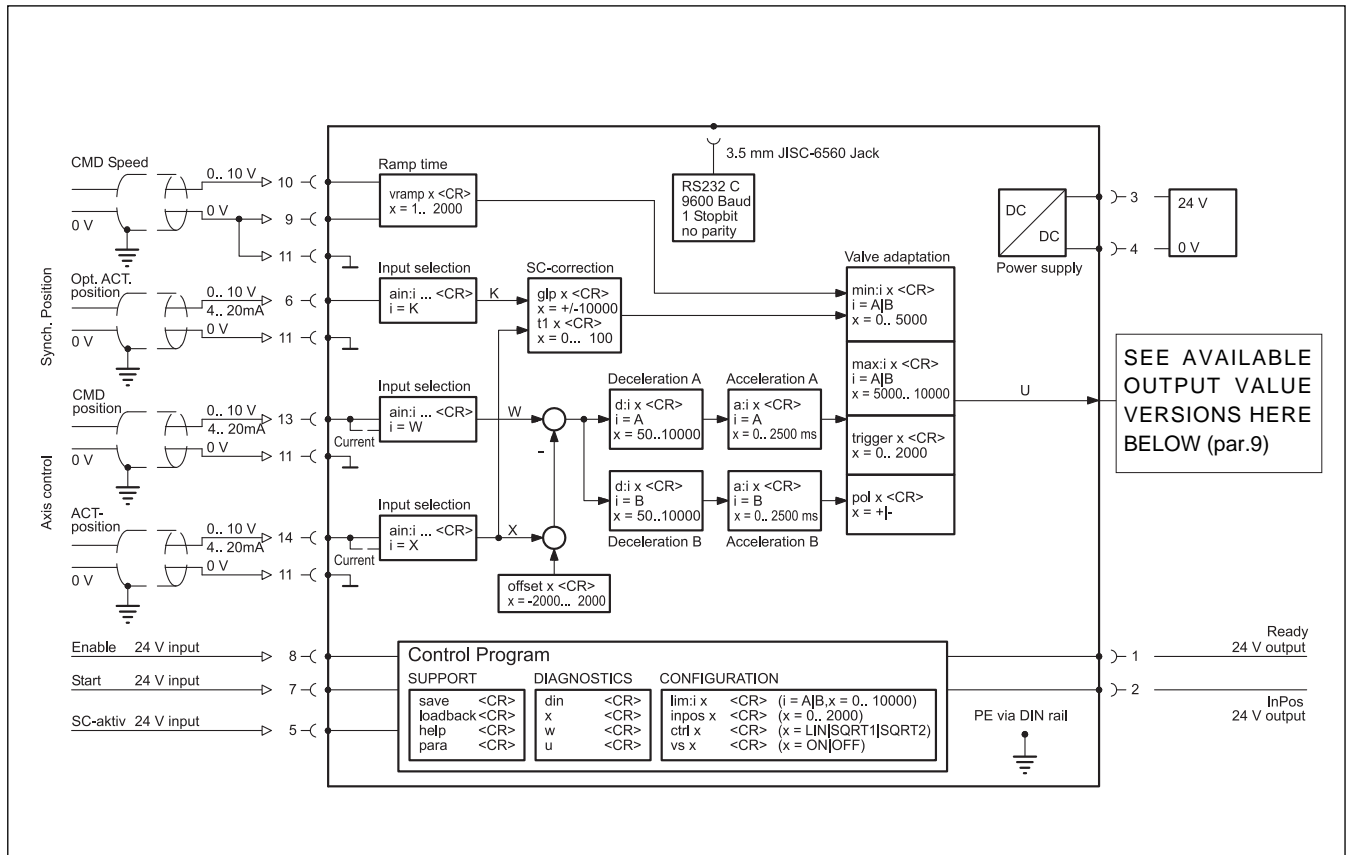 CMD Speed
0.. 10 V
10
0 V
0 V
9
11
Ramp time
vramp x <CR>
x = 1.. 2000
3.5 mm JISC-6560 Jack
RS232 C
9600 Baud
1 Stopbit
no parity
DC
DC
Power supply
3
24 V
4
0 V
Synch. Position
Opt. ACT.
position
0.. 10 V
4.. 20mA
6
0 V
0 V
11
Input selection
ain:i ... <CR>
i = K
K
SC-correction
glp x <CR>
x = +/-10000
t1 x <CR>
x = 0... 100
Valve adaptation
min:i x <CR>
i = A|B
x = 0.. 5000
max:i x <CR>
i = A|B
x = 5000.. 10000
trigger x <CR>
x = 0.. 2000
pol x <CR>
x = +|-
U
SEE AVAILABLE
OUTPUT VALUE
VERSIONS HERE
BELOW (par.9)
Axis control
CMD
position
0.. 10 V
4.. 20mA
13
Current
0 V
0 V
11
Input selection
ain:i ... <CR>
i = W
W
-
Deceleration A
d:i x <CR>
i = A
x = 50..10000
Acceleration A
a:i x <CR>
i = A
x = 0.. 2500 ms
ACT-
position
0.. 10 V
4.. 20mA
14
Current
0 V
0 V
11
Input selection
ain:i ... <CR>
i = X
X
d:i x <CR>
i = B
x = 50..10000
Deceleration B
a:i x <CR>
i = B
x = 0.. 2500 ms
Acceleration B
offset x <CR>
x = -2000... 2000
Enable 24 V input
8
Start 24 V input
7
SC-aktiv 24 V input
5
Control Program
SUPPORT
save <CR>
loadback <CR>
help <CR>
para <CR>
DIAGNOSTICS
din <CR>
x <CR>
w <CR>
u <CR>
CONFIGURATION
lim:i x <CR> (i = A|B,x = 0.. 10000)
inpos x <CR> (x = 0.. 2000)
ctrl x <CR> (x = LIN|SQRT1|SQRT2)
vs x <CR> (x = ON|OFF)
1
Ready
24 V output
2
InPos
24 V output
PE via DIN rail